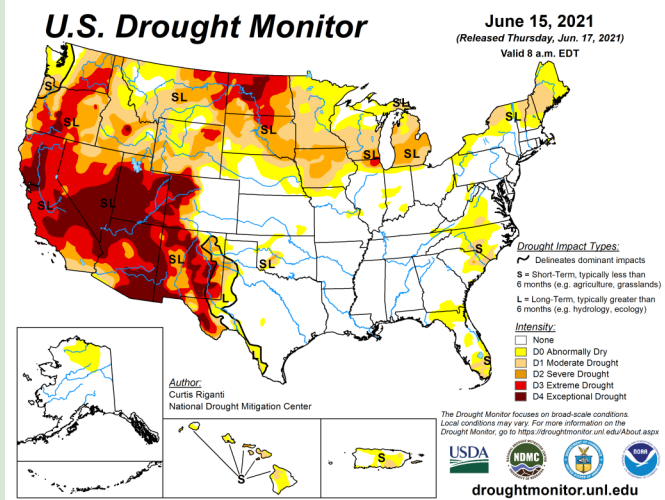 U.S. Drought Monitor
June 15, 2021
(Released Thursday, Jun. 17, 2021)
Valid 8 a.m. EDT
S
SL
SL
SL
SL
SL
SL
SL
SL
SL
SL
SL
SL
S
L
L
S
Drought Impact Types:
Delineates dominant impacts
S = Short-Term, typically less than
6 months (e.g. agriculture, grasslands)
L = Long-Term, typically greater than
6 months (e.g. hydrology, ecology)
Intensity:
None
D0 Abnormally Dry
D1 Moderate Drought
D2 Severe Drought
D3 Extreme Drought
D4 Exceptional Drought
Author:
Curtis Riganti
National Drought Mitigation Center
S
S
The Drought Monitor focuses on broad-scale conditions.
Local conditions may vary. For more information on the
Drought Monitor, go to https://droughtmonitor.unl.edu/About.aspx
USDA
NDMC
NOAA
droughtmonitor.unl.edu